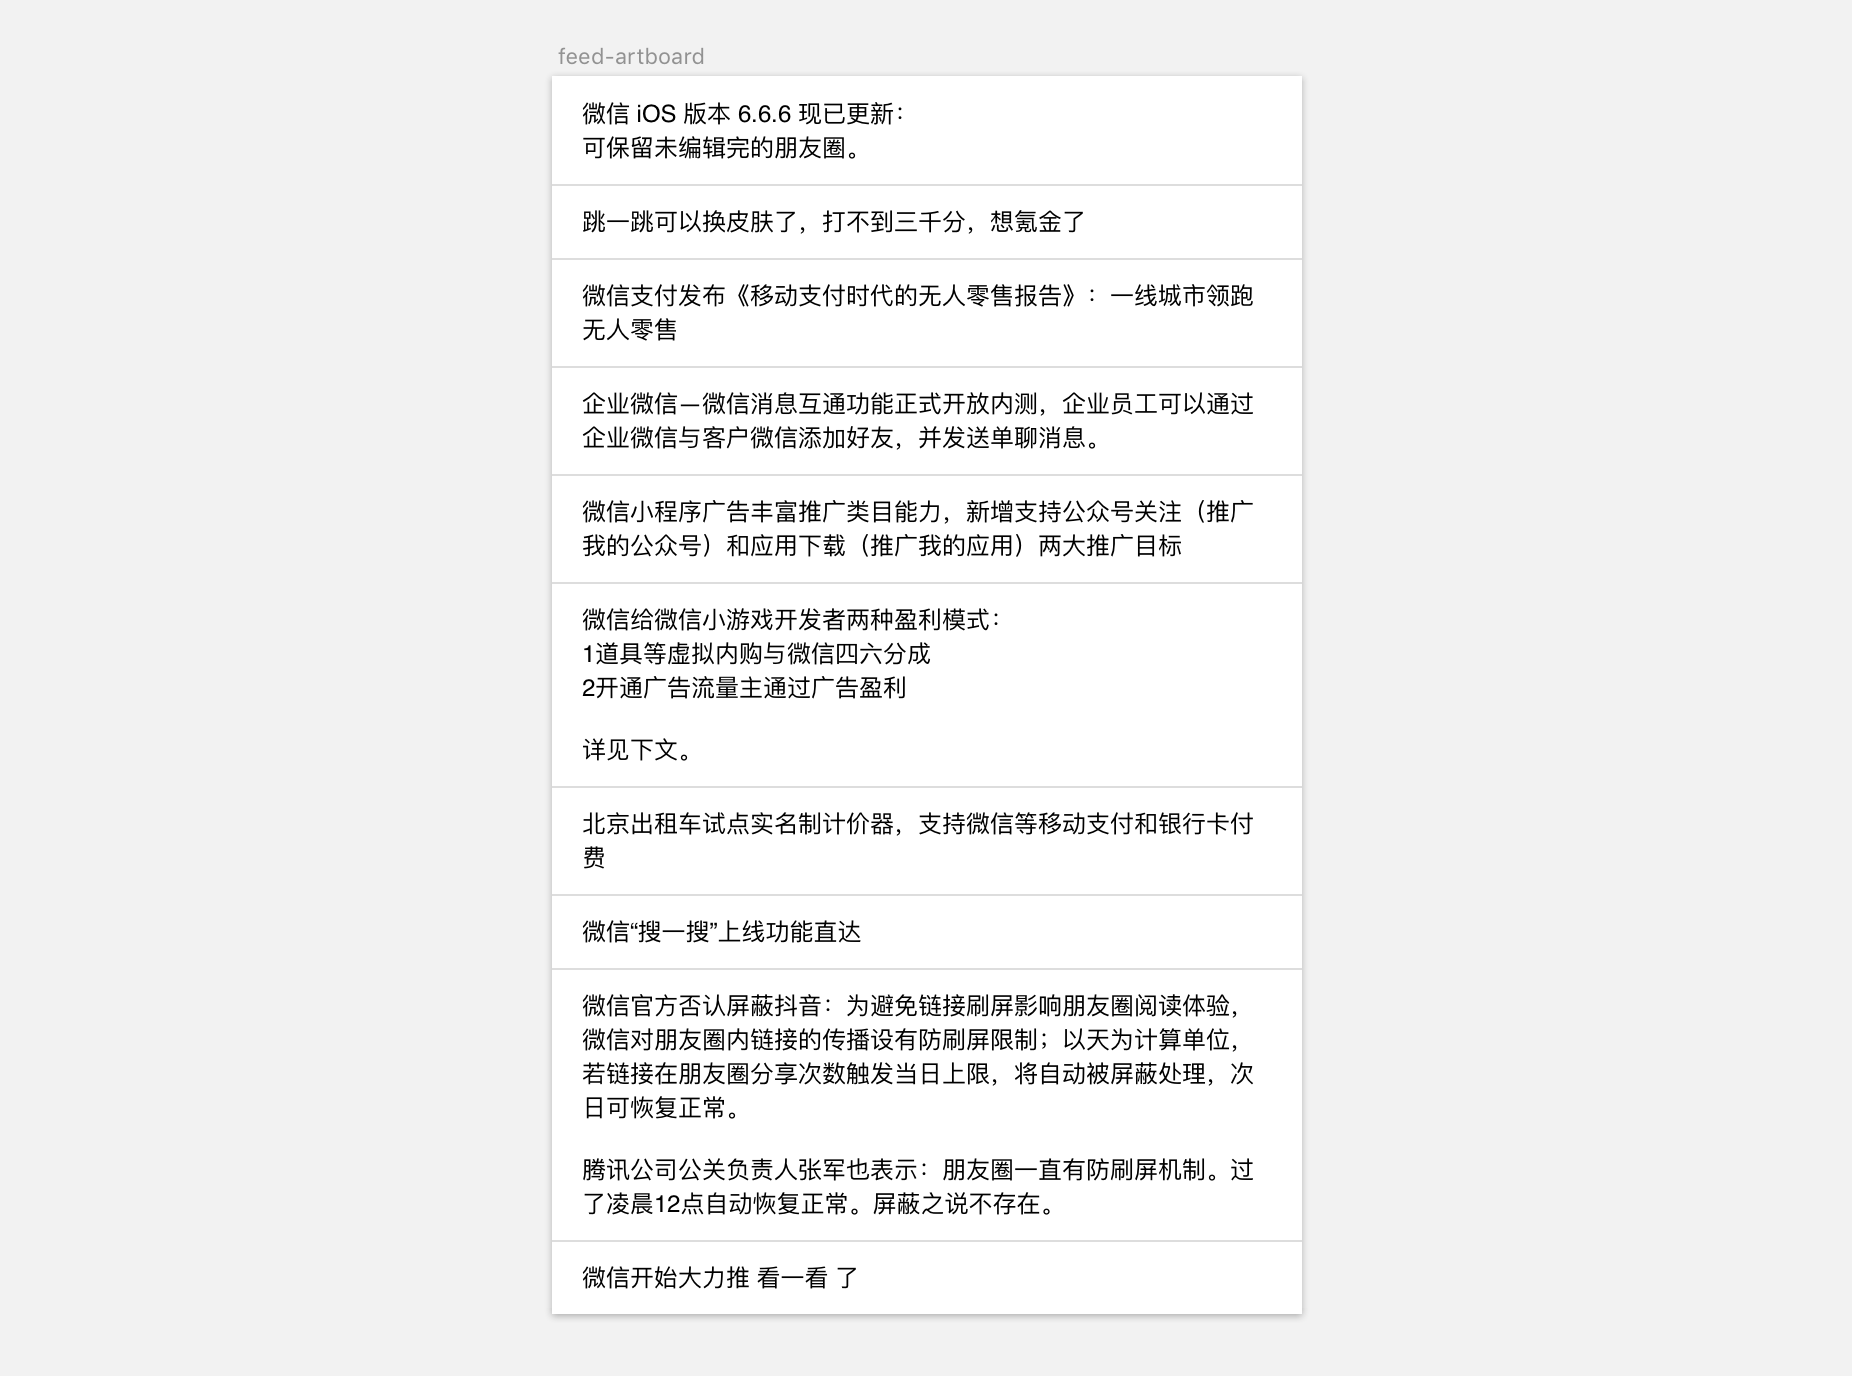 feed-artboard
微信 iOS 版本 6.6.6 现已更新：
可保留未编辑完的朋友圈。
跳一跳可以换皮肤了，打不到三千分，想氪金了
微信支付发布《移动支付时代的无人零售报告》：一线城市领跑
无人零售
企业微信—微信消息互通功能正式开放内测，企业员工可以通过
企业微信与客户微信添加好友，并发送单聊消息。
微信小程序广告丰富推广类目能力，新增支持公众号关注（推广
我的公众号）和应用下载（推广我的应用）两大推广目标
微信给微信小游戏开发者两种盈利模式：
1道具等虚拟内购与微信四六分成
2开通广告流量主通过广告盈利
详见下文。
北京出租车试点实名制计价器，支持微信等移动支付和银行卡付
费
微信“搜一搜”上线功能直达
微信官方否认屏蔽抖音：为避免链接刷屏影响朋友圈阅读体验，
微信对朋友圈内链接的传播设有防刷屏限制；以天为计算单位，
若链接在朋友圈分享次数触发当日上限，将自动被屏蔽处理，次
日可恢复正常。
腾讯公司公关负责人张军也表示：朋友圈一直有防刷屏机制。过
了凌晨12点自动恢复正常。屏蔽之说不存在。
微信开始大力推 看一看 了